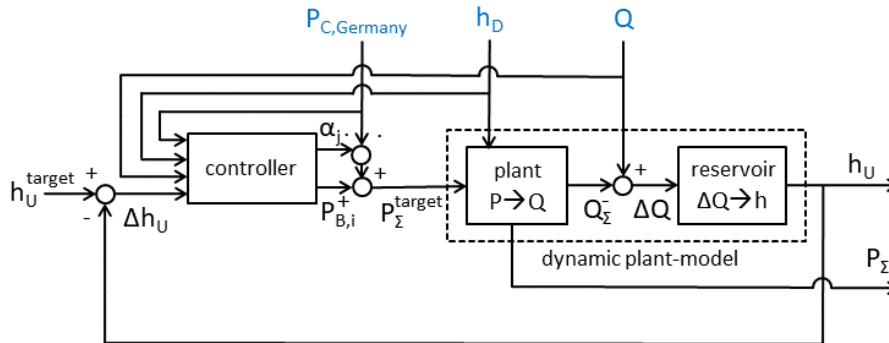 P_C,Germany
h_D
Q
α_j
·
·
+
controller
+
h_U^target
-
Δh_U
P_B,i
+
+
P_Σ^target
plant
P→Q
Q_Σ
-
+
ΔQ
reservoir
ΔQ→h
h_U
dynamic plant-model
P_Σ